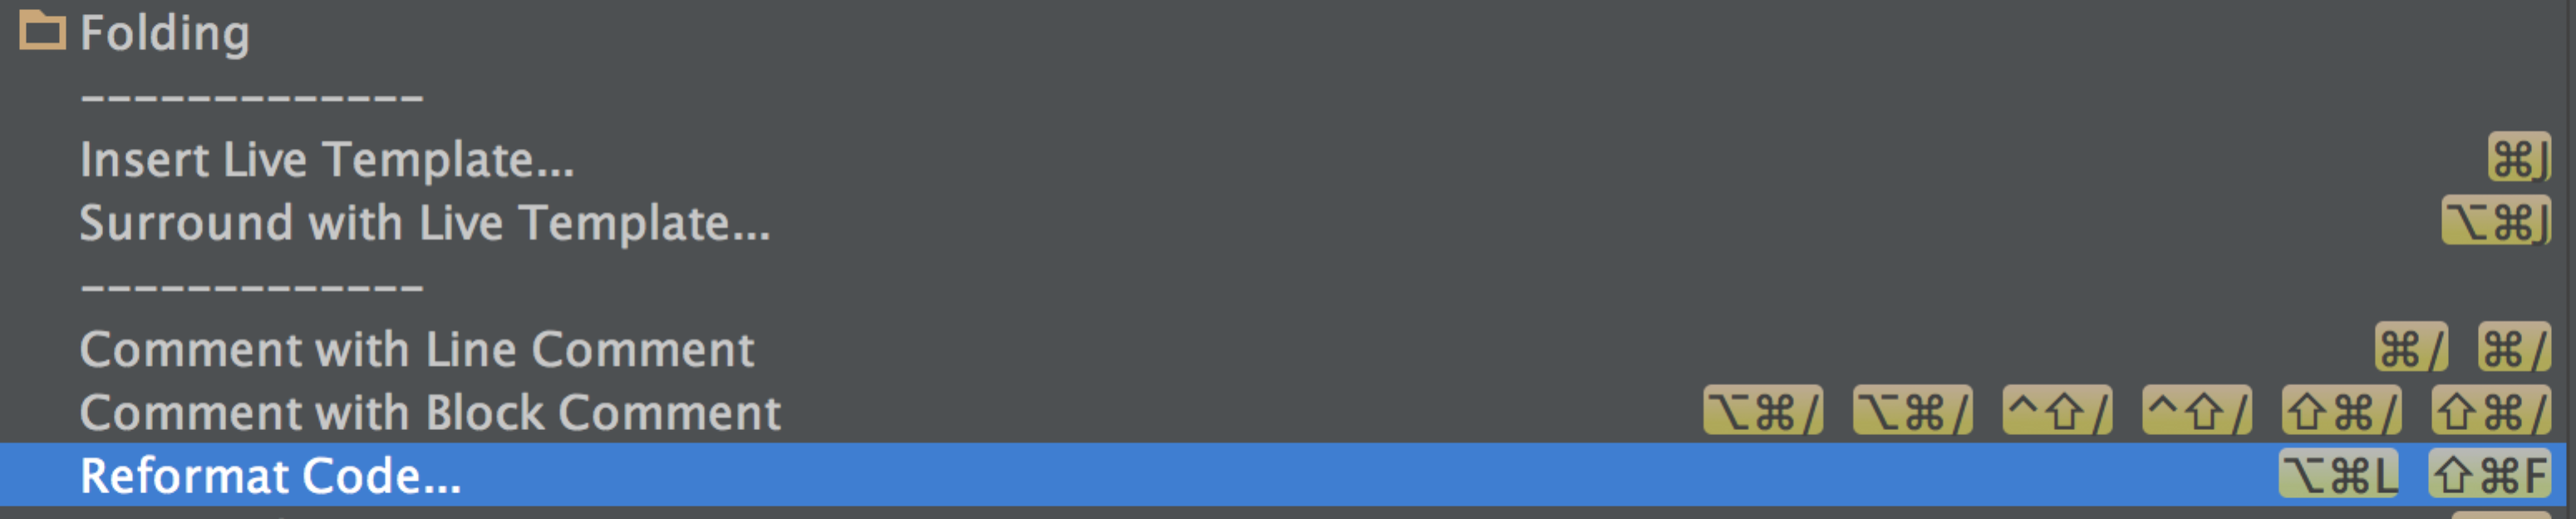 Folding
-------------
Insert Live Template... ⌘J
Surround with Live Template... ⌥⌘J
-------------
Comment with Line Comment ⌘/ ⌘/
Comment with Block Comment ⌥⌘/ ⌥⌘/ ^⇧/ ^⇧/ ⇧⌘/ ⇧⌘/
Reformat Code... ⌥⌘L ⇧⌘F